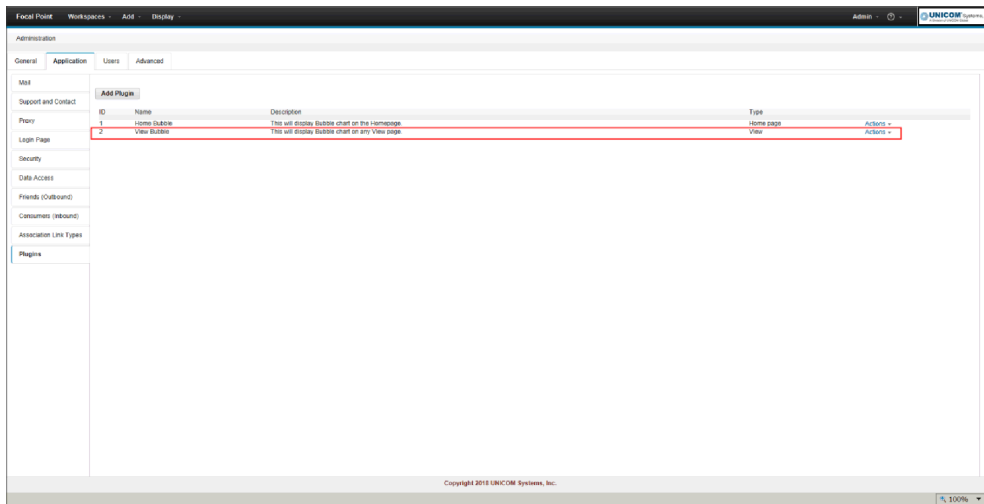 Focal Point Workspaces Add Display Admin UNICOM Systems,
Administration
General Application Users Advanced
Mail
Support and Contact
Proxy
Login Page
Security
Data Access
Friends (Outbound)
Consumers (Inbound)
Association Link Types
Plugins
Add Plugin
ID Name Description Type
1 Home Bubble This will display Bubble chart on the Homepage Home page Actions
2 View Bubble This will display Bubble chart on any View page View Actions
Copyright 2018 UNICOM Systems, Inc.
100%